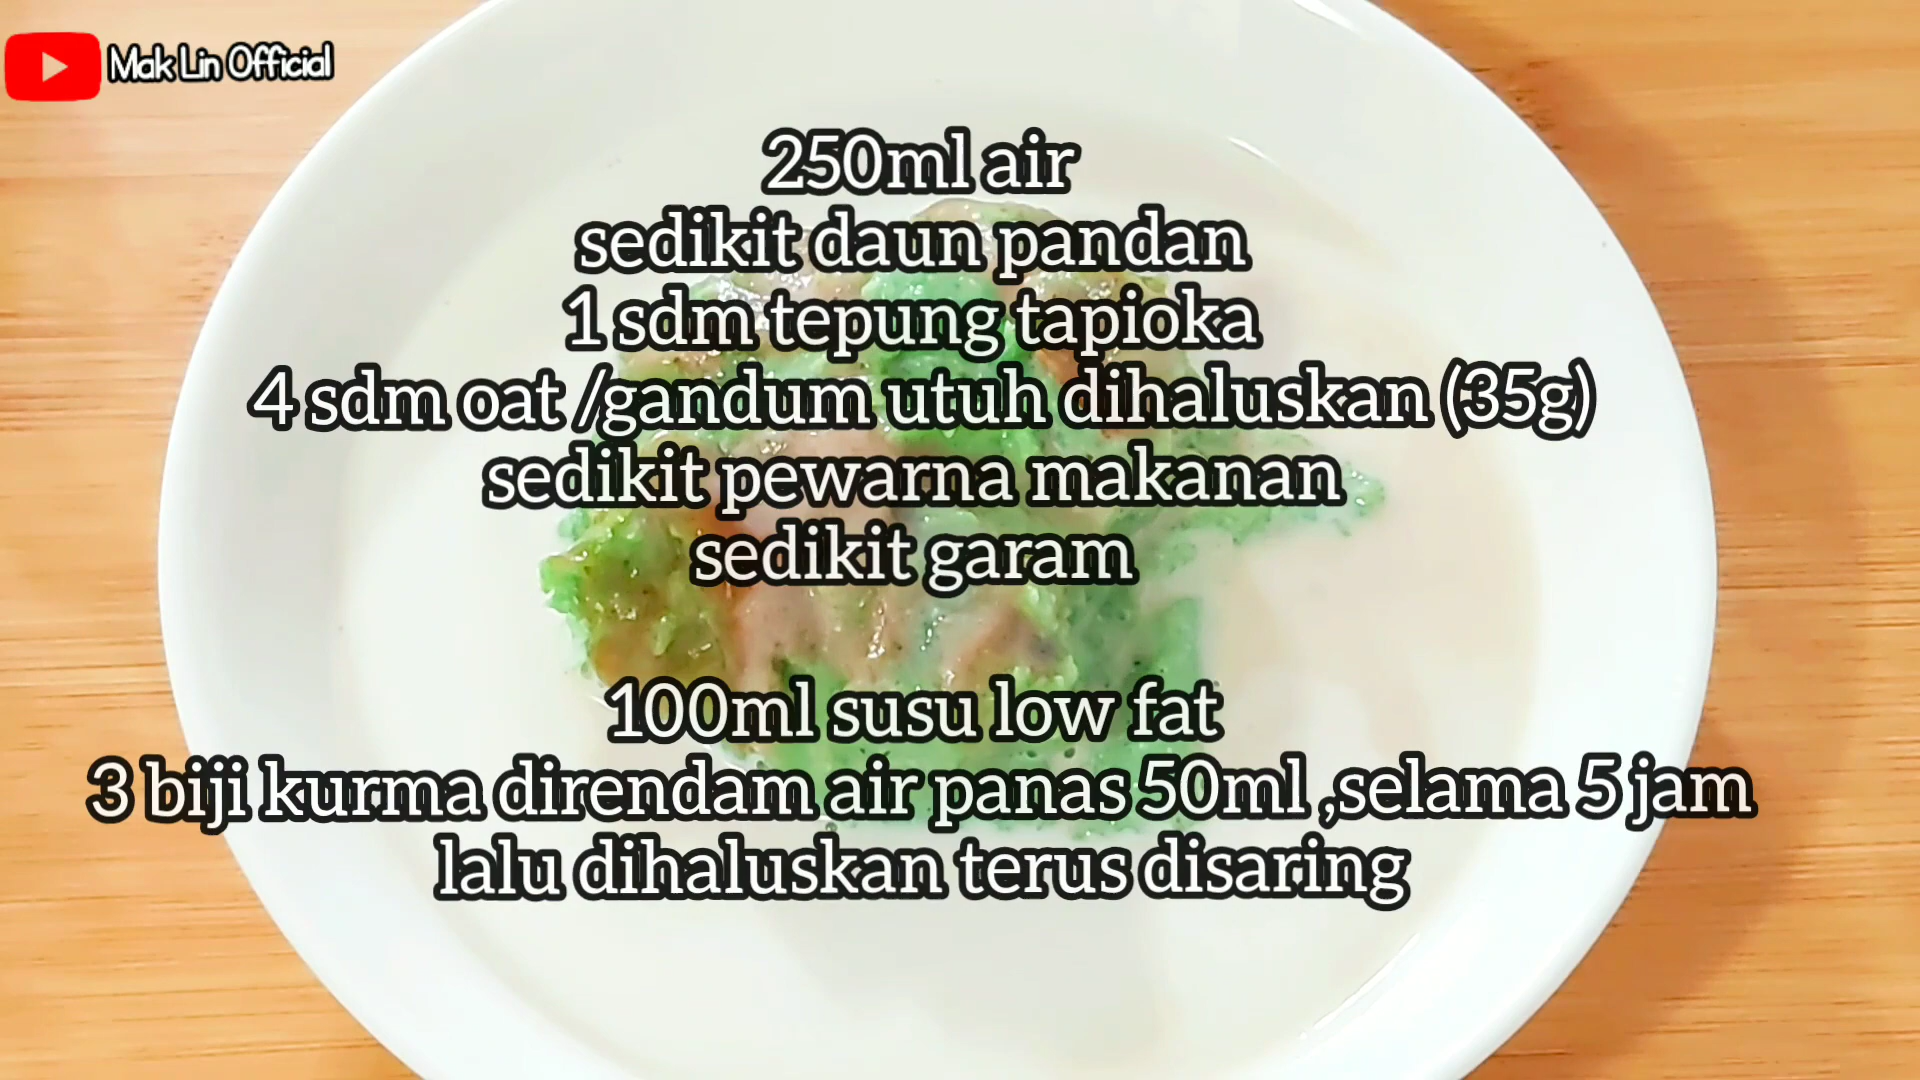 Mak Lin Official
250ml air
sedikit daun pandan
1 sdm tepung tapioka
4 sdm oat /gandum utuh dihaluskan (35g)
sedikit pewarna makanan
sedikit garam
100ml susu low fat
3 biji kurma direndam air panas 50ml ,selama 5 jam
lalu dihaluskan terus disaring